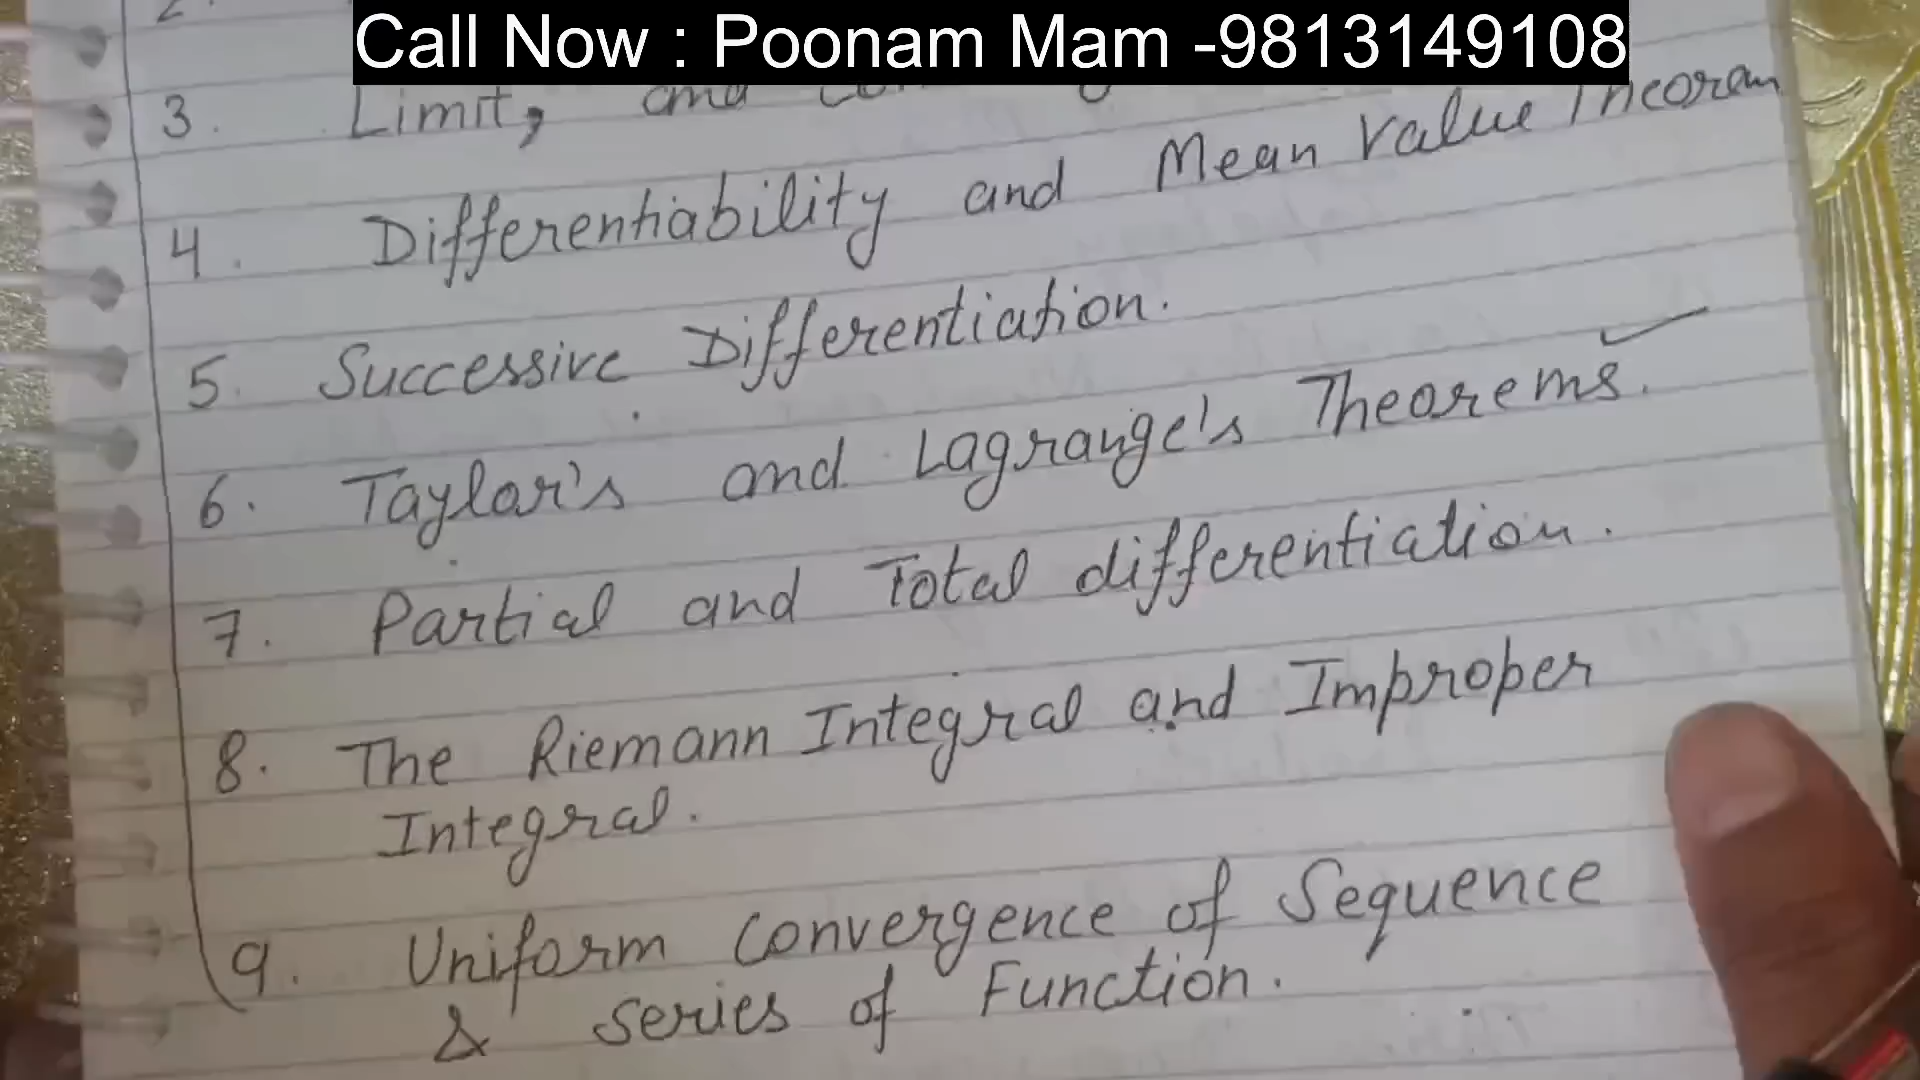 Call Now : Poonam Mam -9813149108
3. Limit, and
4. Differentiability and Mean Value Theorem
5. Successive Differentiation.
6. Taylor's and Lagrange's Theorems.
7. Partial and Total differentiation.
8. The Riemann Integral and Improper
Integral.
9. Uniform Convergence of Sequence
& series of Function.